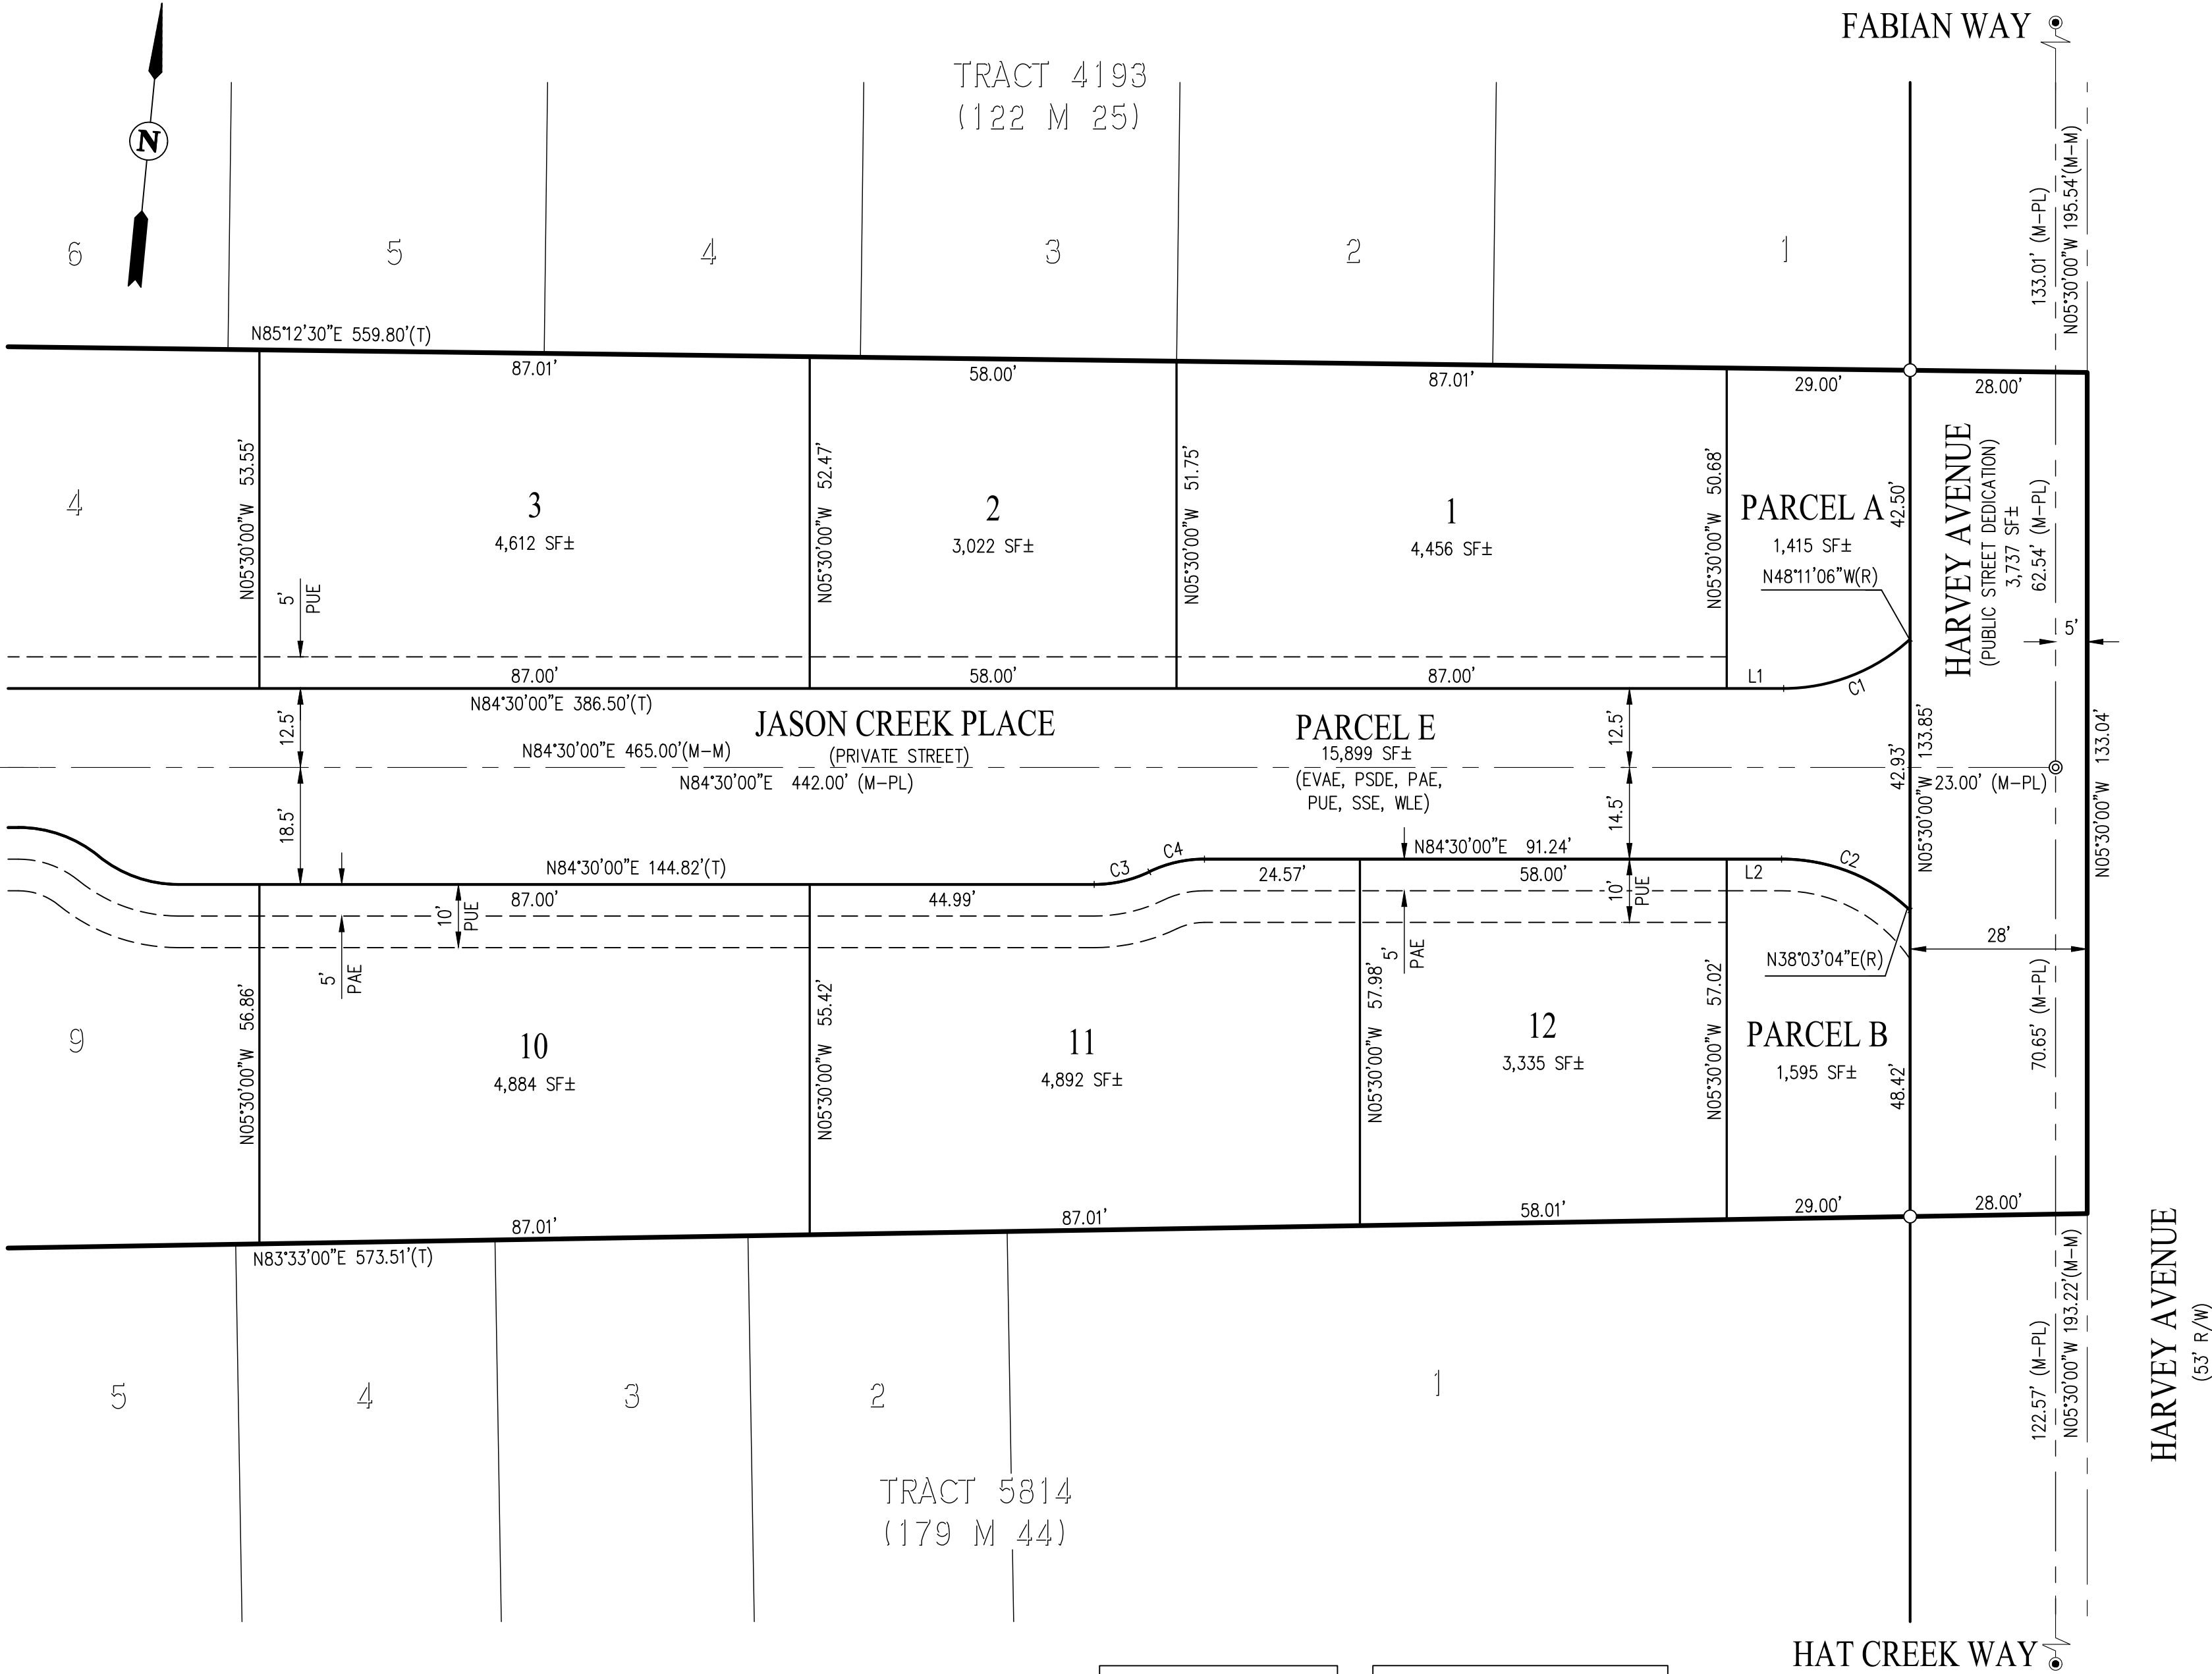 FABIAN WAY
TRACT 4193
(122 M 25)
N
133.01' (M-PL)
N05°30'00"W 195.54'(M-M)
6
5
4
3
2
1
N85°12'30"E 559.80'(T)
87.01'
58.00'
87.01'
29.00'
28.00'
4
N05°30'00"W 53.55'
3
4,612 SF±
N05°30'00"W 52.47'
2
3,022 SF±
N05°30'00"W 51.75'
1
4,456 SF±
N05°30'00"W 50.68'
PARCEL A
1,415 SF±
N48°11'06"W(R)
42.50'
HARVEY AVENUE
(PUBLIC STREET DEDICATION)
3,737 SF±
62.54' (M-PL)
5'
5'
PUE
87.00'
58.00'
87.00'
L1
C1
N84°30'00"E 386.50'(T)
12.5'
JASON CREEK PLACE
(PRIVATE STREET)
N84°30'00"E 465.00'(M-M)
N84°30'00"E 442.00' (M-PL)
PARCEL E
15,899 SF±
(EVAE, PSDE, PAE,
PUE, SSE, WLE)
12.5'
14.5'
42.93'
N05°30'00"W 133.85'
23.00' (M-PL)
N05°30'00"W 133.04'
18.5'
N84°30'00"E 144.82'(T)
C3
C4
N84°30'00"E 91.24'
C2
87.00'
44.99'
24.57'
58.00'
L2
10'
PUE
10'
PUE
5'
PAE
5'
PAE
28'
N38°03'04"E(R)
9
N05°30'00"W 56.86'
10
4,884 SF±
N05°30'00"W 55.42'
11
4,892 SF±
N05°30'00"W 57.98'
12
3,335 SF±
N05°30'00"W 57.02'
PARCEL B
1,595 SF±
48.42'
70.65' (M-PL)
87.01'
87.01'
58.01'
29.00'
28.00'
N83°33'00"E 573.51'(T)
5
4
3
2
1
122.57' (M-PL)
N05°30'00"W 193.22'(M-M)
HARVEY AVENUE
(53' R/W)
TRACT 5814
(179 M 44)
HAT CREEK WAY